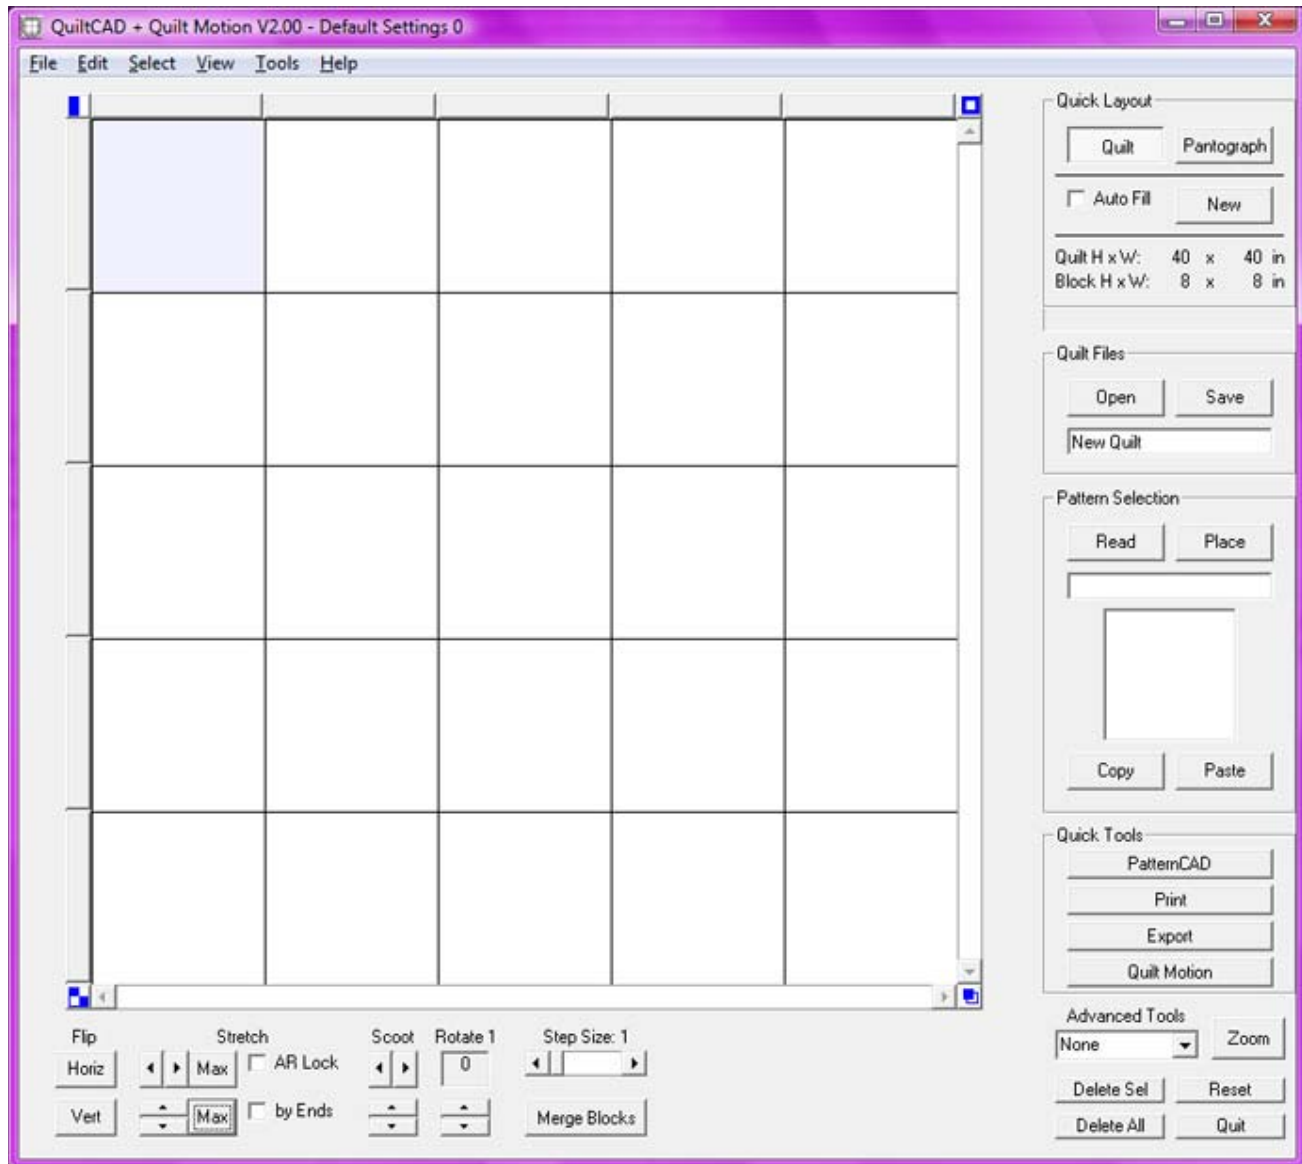 QuiltCAD + Quilt Motion V2.00 - Default Settings 0
File Edit Select View Tools Help
Quick Layout
Quilt Pantograph
Auto Fill New
Quilt H x W: 40 x 40 in
Block H x W: 8 x 8 in
Quilt Files
Open Save
New Quilt
Pattern Selection
Read Place
Copy Paste
Quick Tools
PatternCAD
Print
Export
Quilt Motion
Advanced Tools
None Zoom
Delete Sel Reset
Delete All Quit
Flip Stretch Scoot Rotate 1 Step Size: 1
Horiz Max AR Lock 0
Vert Max by Ends Merge Blocks